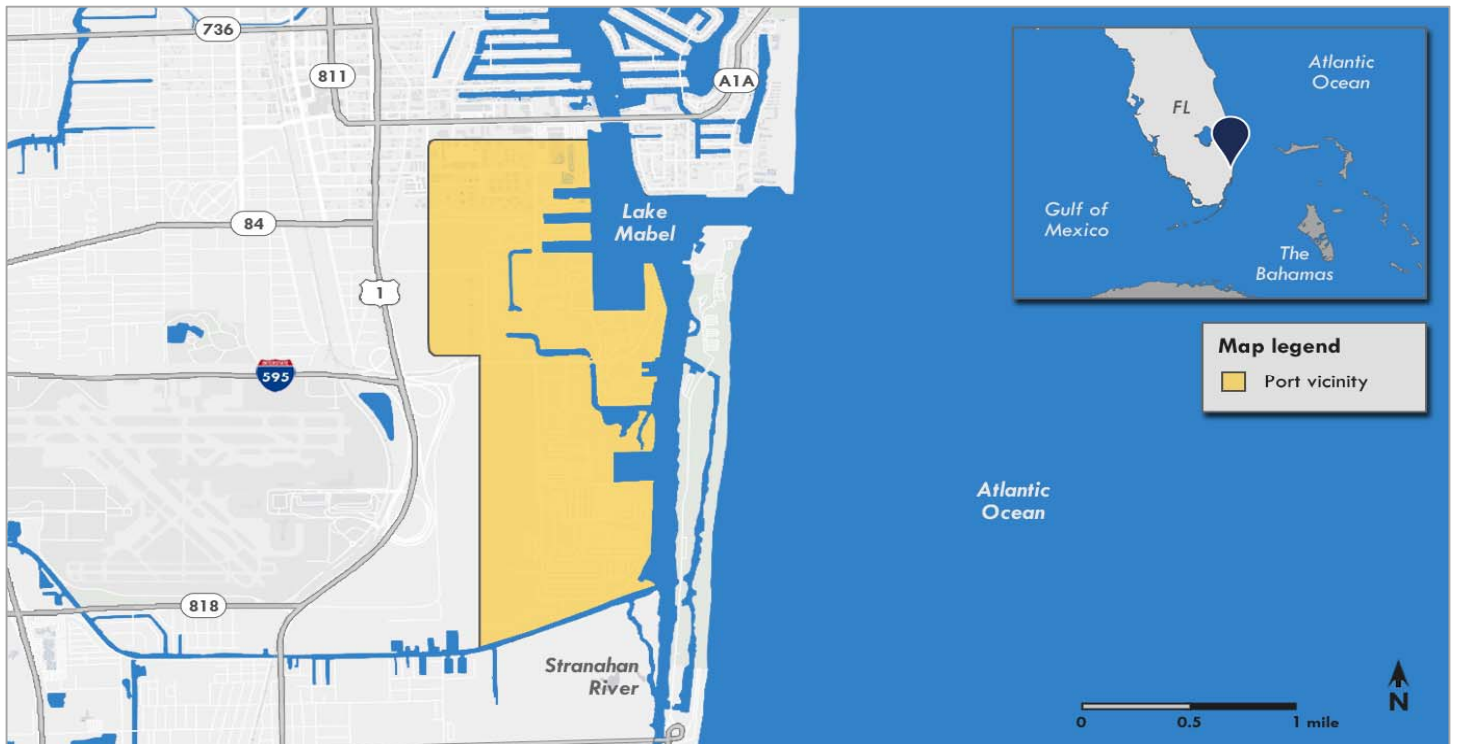 736
811
A1A
Lake
Mabel
84
1
INTERSTATE
595
818
Stranahan
River
Atlantic
Ocean
FL
Atlantic
Ocean
Gulf of
Mexico
The
Bahamas
Map legend
Port vicinity
N
0
0.5
1 mile